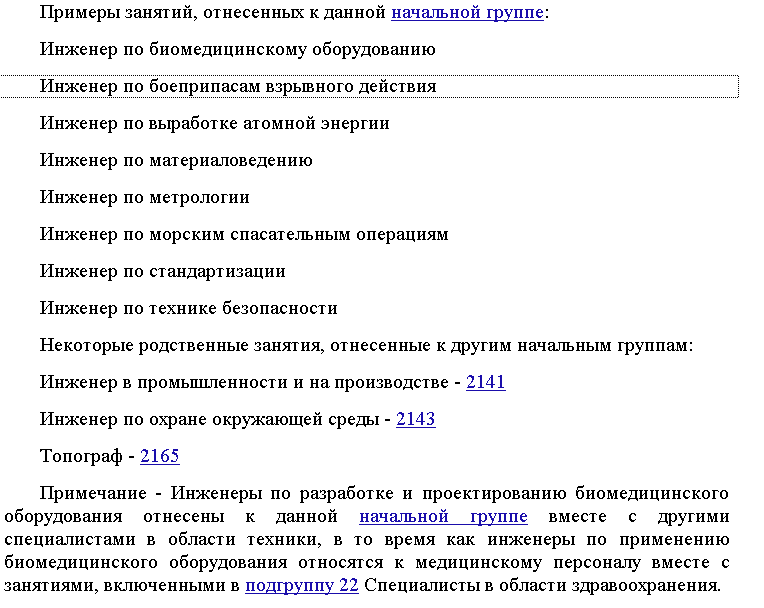 Примеры занятий, отнесенных к данной начальной группе:
Инженер по биомедицинскому оборудованию
Инженер по боеприпасам взрывного действия
Инженер по выработке атомной энергии
Инженер по материаловедению
Инженер по метрологии
Инженер по морским спасательным операциям
Инженер по стандартизации
Инженер по технике безопасности
Некоторые родственные занятия, отнесенные к другим начальным группам:
Инженер в промышленности и на производстве - 2141
Инженер по охране окружающей среды - 2143
Топограф - 2165
Примечание - Инженеры по разработке и проектированию биомедицинского
оборудования отнесены к данной начальной группе вместе с другими
специалистами в области техники, в то время как инженеры по применению
биомедицинского оборудования относятся к медицинскому персоналу вместе с
занятиями, включенными в подгруппу 22 Специалисты в области здравоохранения.